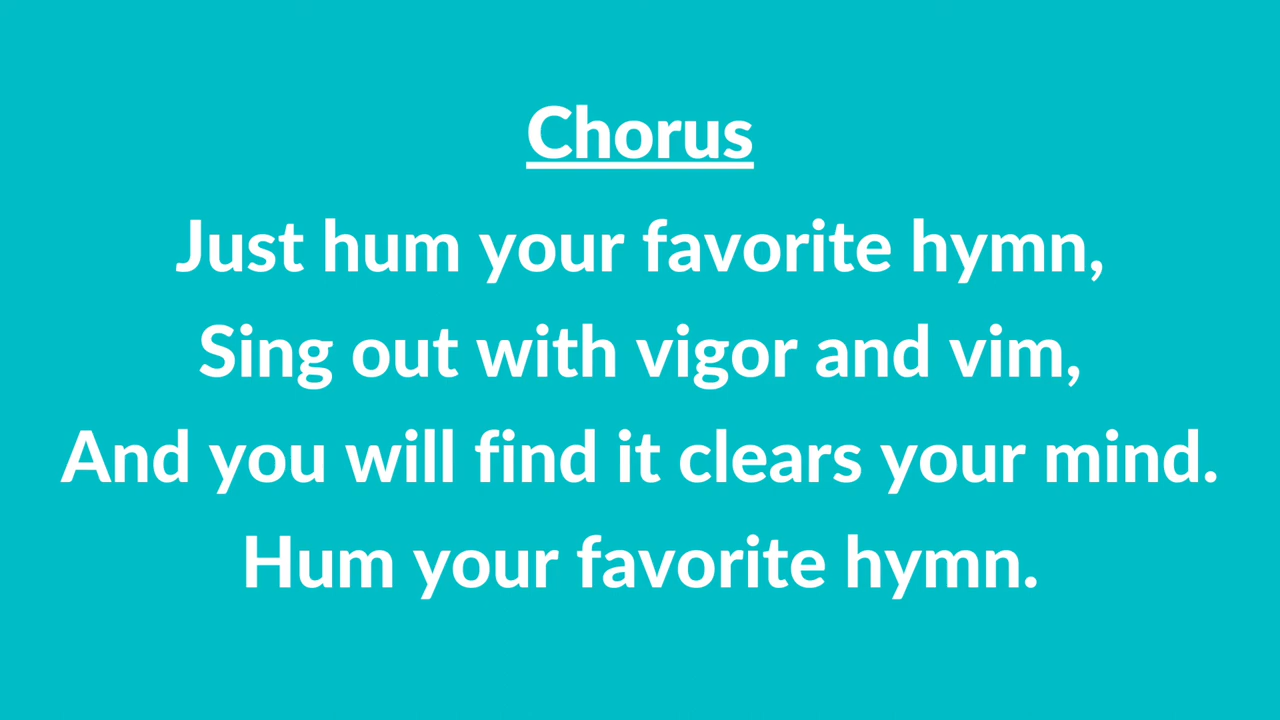 Chorus
Just hum your favorite hymn,
Sing out with vigor and vim,
And you will find it clears your mind.
Hum your favorite hymn.